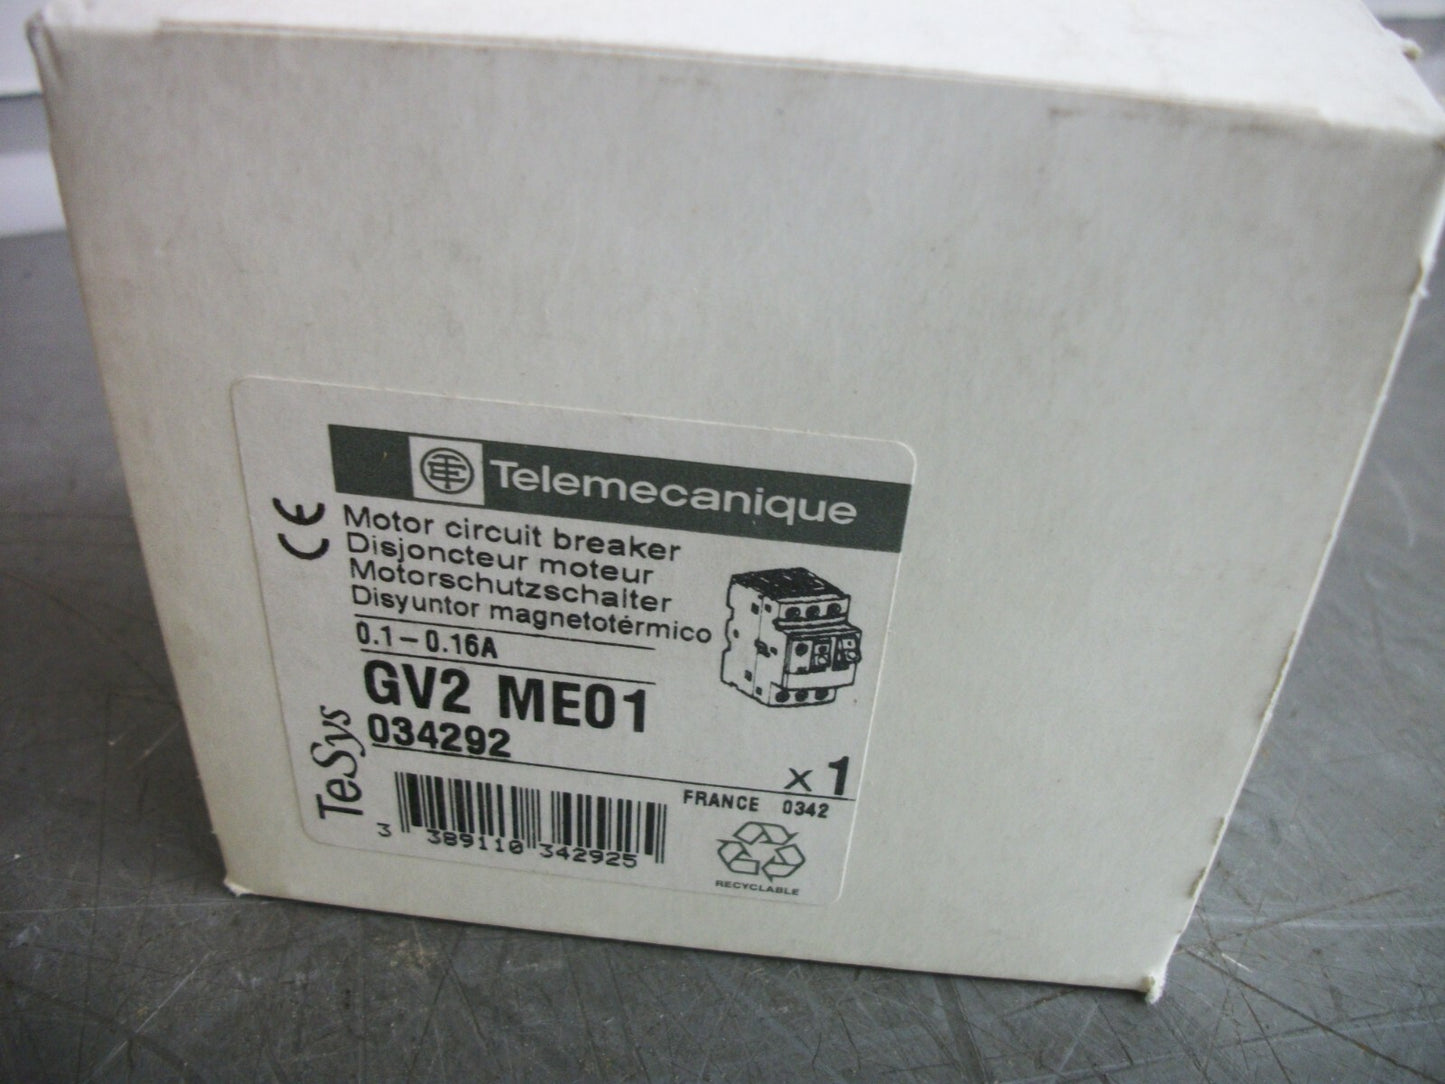 Telemecanique
CE
Motor circuit breaker
Disjoncteur moteur
Motorschutzschalter
Disyuntor magnetotérmico
0.1-0.16A
GV2 ME01
034292
x 1
TeSys
FRANCE 0342
3 389110 342925
RECYCLABLE